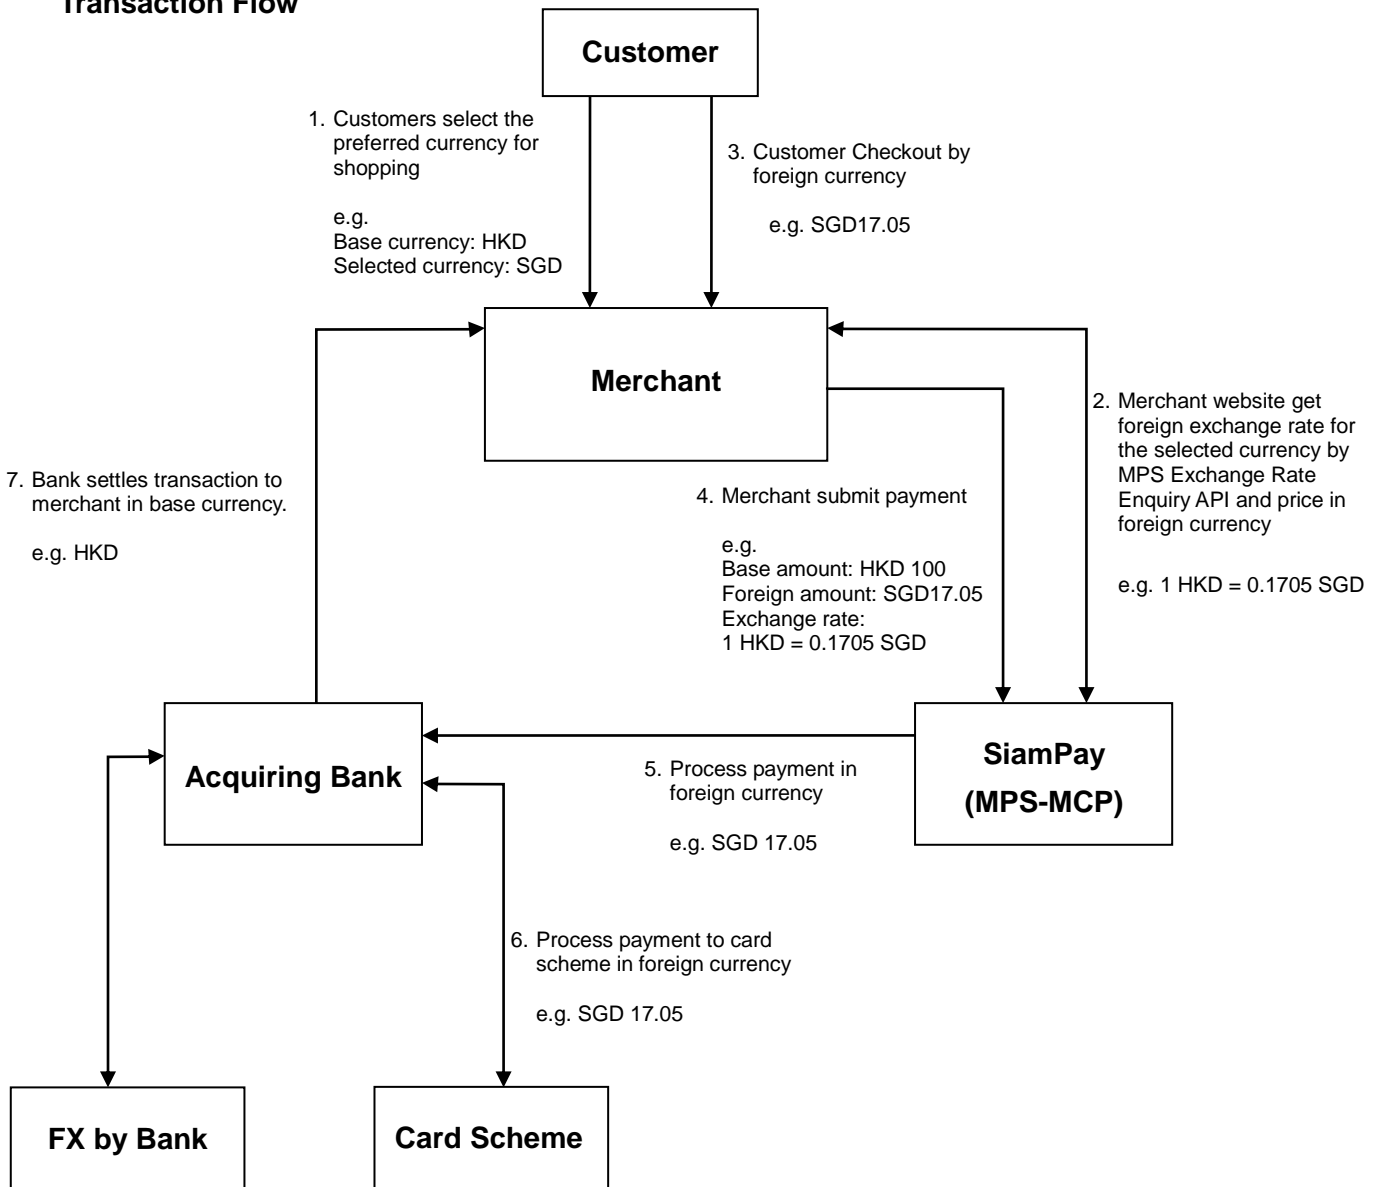 Transaction Flow
Customer
1. Customers select the
preferred currency for
shopping
e.g.
Base currency: HKD
Selected currency: SGD
3. Customer Checkout by
foreign currency
e.g. SGD17.05
Merchant
2. Merchant website get
foreign exchange rate for
the selected currency by
MPS Exchange Rate
Enquiry API and price in
foreign currency
e.g. 1 HKD = 0.1705 SGD
7. Bank settles transaction to
merchant in base currency.
e.g. HKD
4. Merchant submit payment
e.g.
Base amount: HKD 100
Foreign amount: SGD17.05
Exchange rate:
1 HKD = 0.1705 SGD
Acquiring Bank
SiamPay
(MPS-MCP)
5. Process payment in
foreign currency
e.g. SGD 17.05
6. Process payment to card
scheme in foreign currency
e.g. SGD 17.05
FX by Bank
Card Scheme